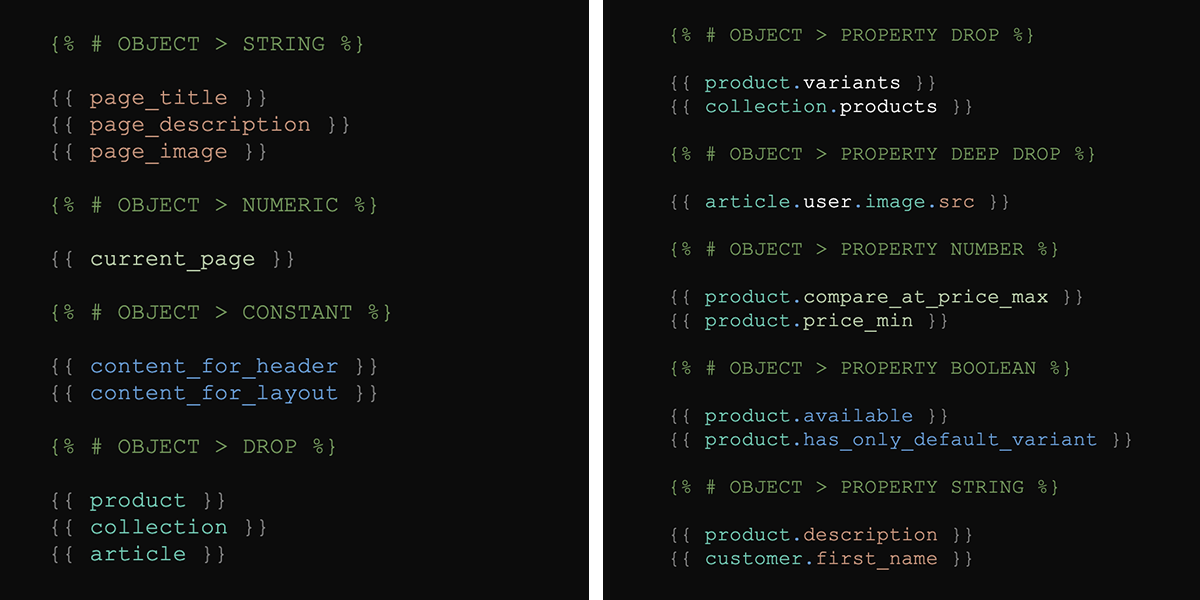 {% # OBJECT > STRING %}
{{ page_title }}
{{ page_description }}
{{ page_image }}
{% # OBJECT > NUMERIC %}
{{ current_page }}
{% # OBJECT > CONSTANT %}
{{ content_for_header }}
{{ content_for_layout }}
{% # OBJECT > DROP %}
{{ product }}
{{ collection }}
{{ article }}
{% # OBJECT > PROPERTY DROP %}
{{ product.variants }}
{{ collection.products }}
{% # OBJECT > PROPERTY DEEP DROP %}
{{ article.user.image.src }}
{% # OBJECT > PROPERTY NUMBER %}
{{ product.compare_at_price_max }}
{{ product.price_min }}
{% # OBJECT > PROPERTY BOOLEAN %}
{{ product.available }}
{{ product.has_only_default_variant }}
{% # OBJECT > PROPERTY STRING %}
{{ product.description }}
{{ customer.first_name }}